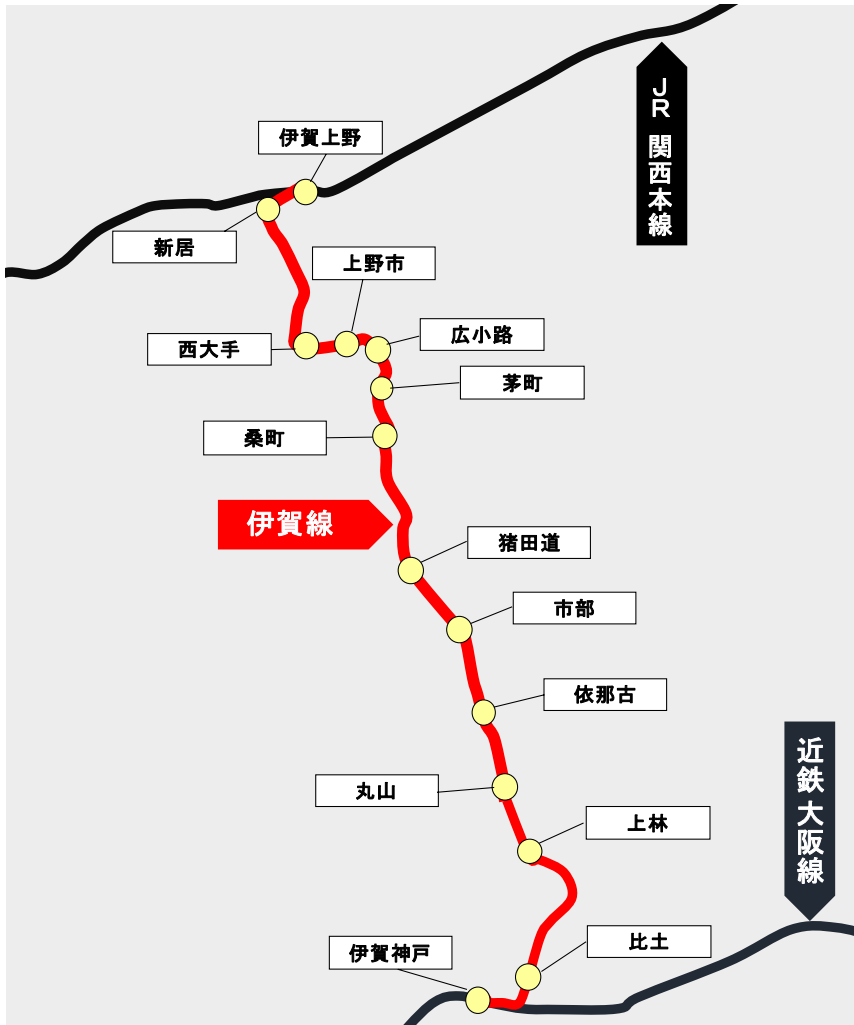 JR 関西本線
伊賀上野
新居
上野市
西大手
広小路
茅町
桑町
伊賀線
猪田道
市部
依那古
丸山
上林
近鉄大阪線
比土
伊賀神戸